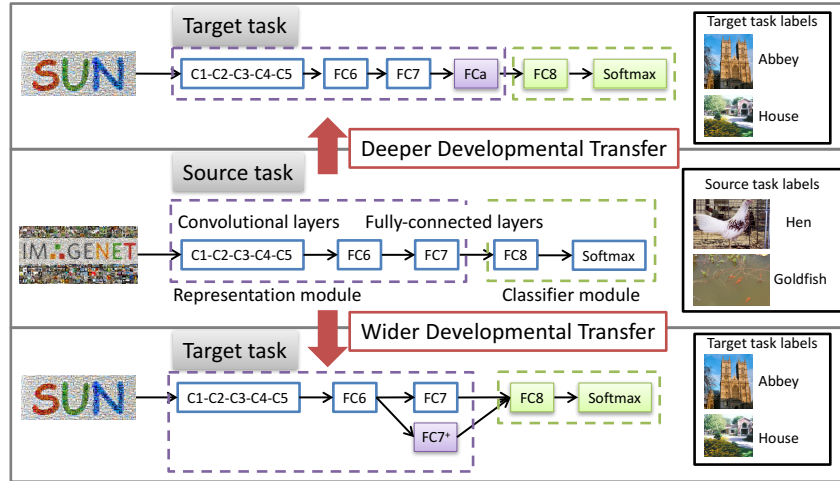 Target task
SUN
C1-C2-C3-C4-C5
FC6
FC7
FCa
FC8
Softmax
Target task labels
Abbey
House
Deeper Developmental Transfer
Source task
Convolutional layers
Fully-connected layers
IMAGENET
C1-C2-C3-C4-C5
FC6
FC7
FC8
Softmax
Representation module
Classifier module
Source task labels
Hen
Goldfish
Wider Developmental Transfer
Target task
SUN
C1-C2-C3-C4-C5
FC6
FC7
FC7⁺
FC8
Softmax
Target task labels
Abbey
House